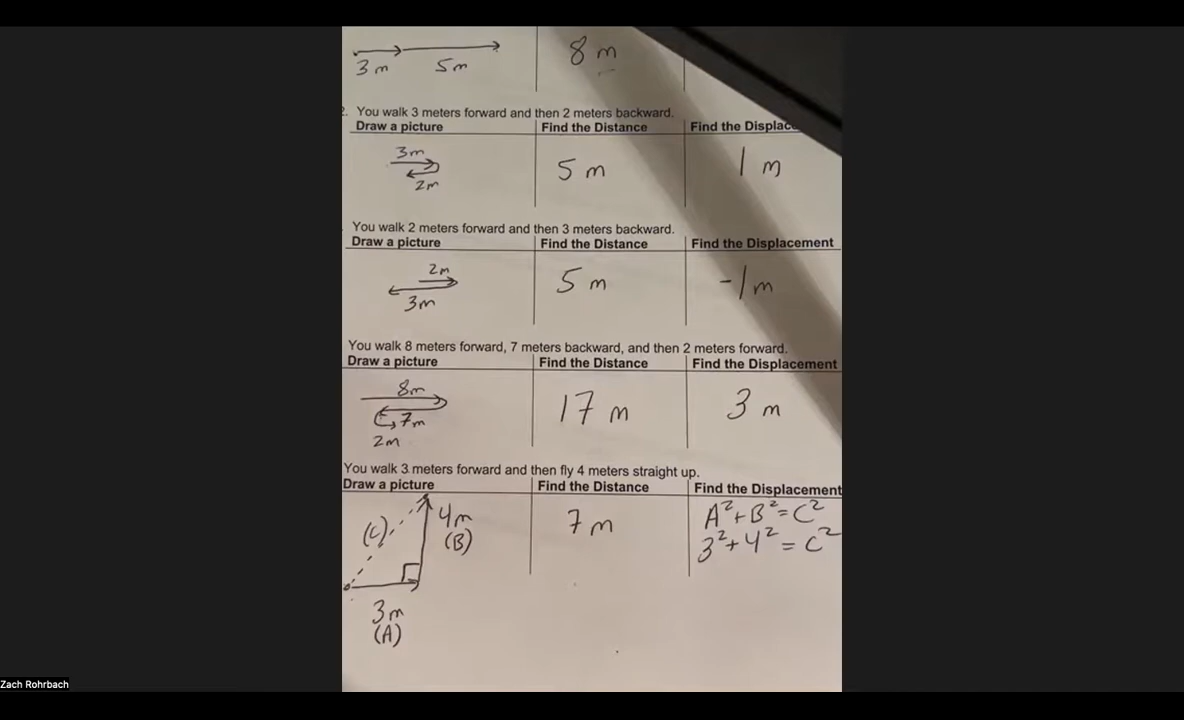 3m 5m 8 m
2. You walk 3 meters forward and then 2 meters backward.
Draw a picture Find the Distance Find the
3m
2m
5 m 1 m
You walk 2 meters forward and then 3 meters backward.
Draw a picture Find the Distance Find the Displacement
2m
3m
5 m -1 m
You walk 8 meters forward, 7 meters backward, and then 2 meters forward.
Draw a picture Find the Distance Find the Displacement
8m
7m
2m
17 m 3 m
You walk 3 meters forward and then fly 4 meters straight up.
Draw a picture Find the Distance Find the Displacement
(C) 4m
(B)
3m
(A)
7 m
A²+B²=C²
3²+4²=C²
Zach Rohrbach